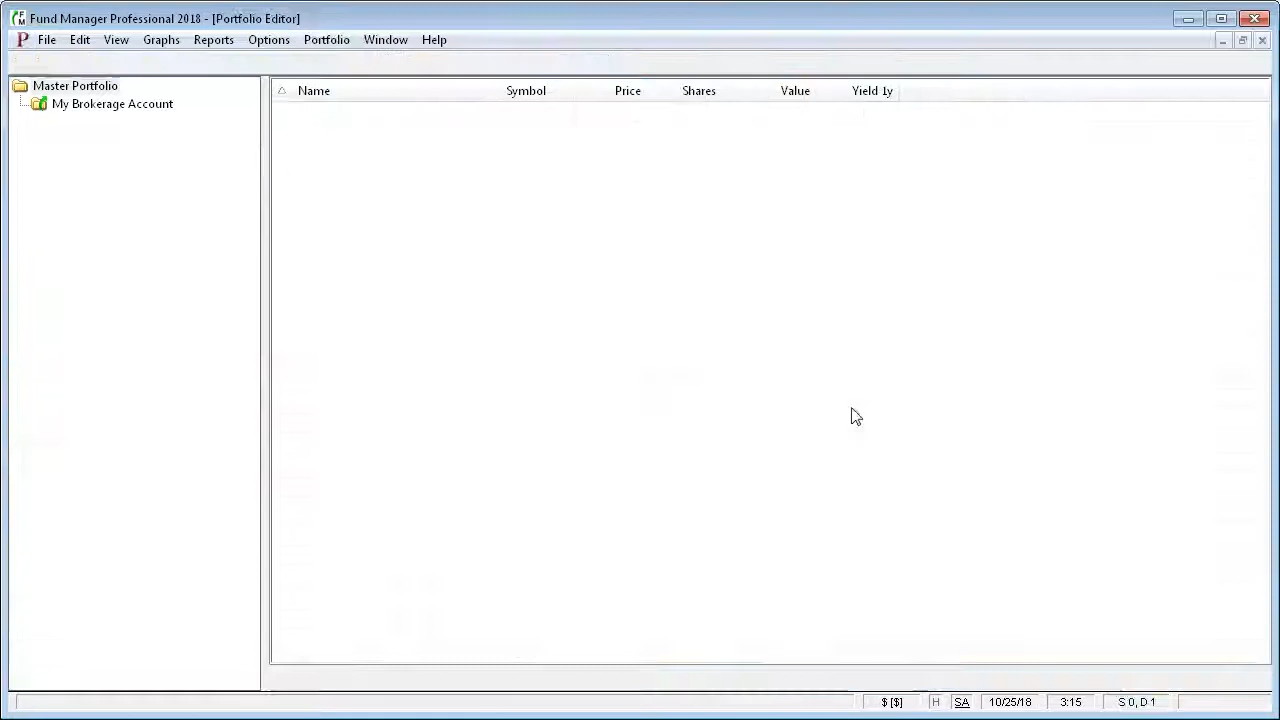 Fund Manager Professional 2018 - [Portfolio Editor]
P File Edit View Graphs Reports Options Portfolio Window Help
Master Portfolio
My Brokerage Account
Name Symbol Price Shares Value Yield 1y
$ [$] H SA 10/25/18 3:15 S 0, D 1